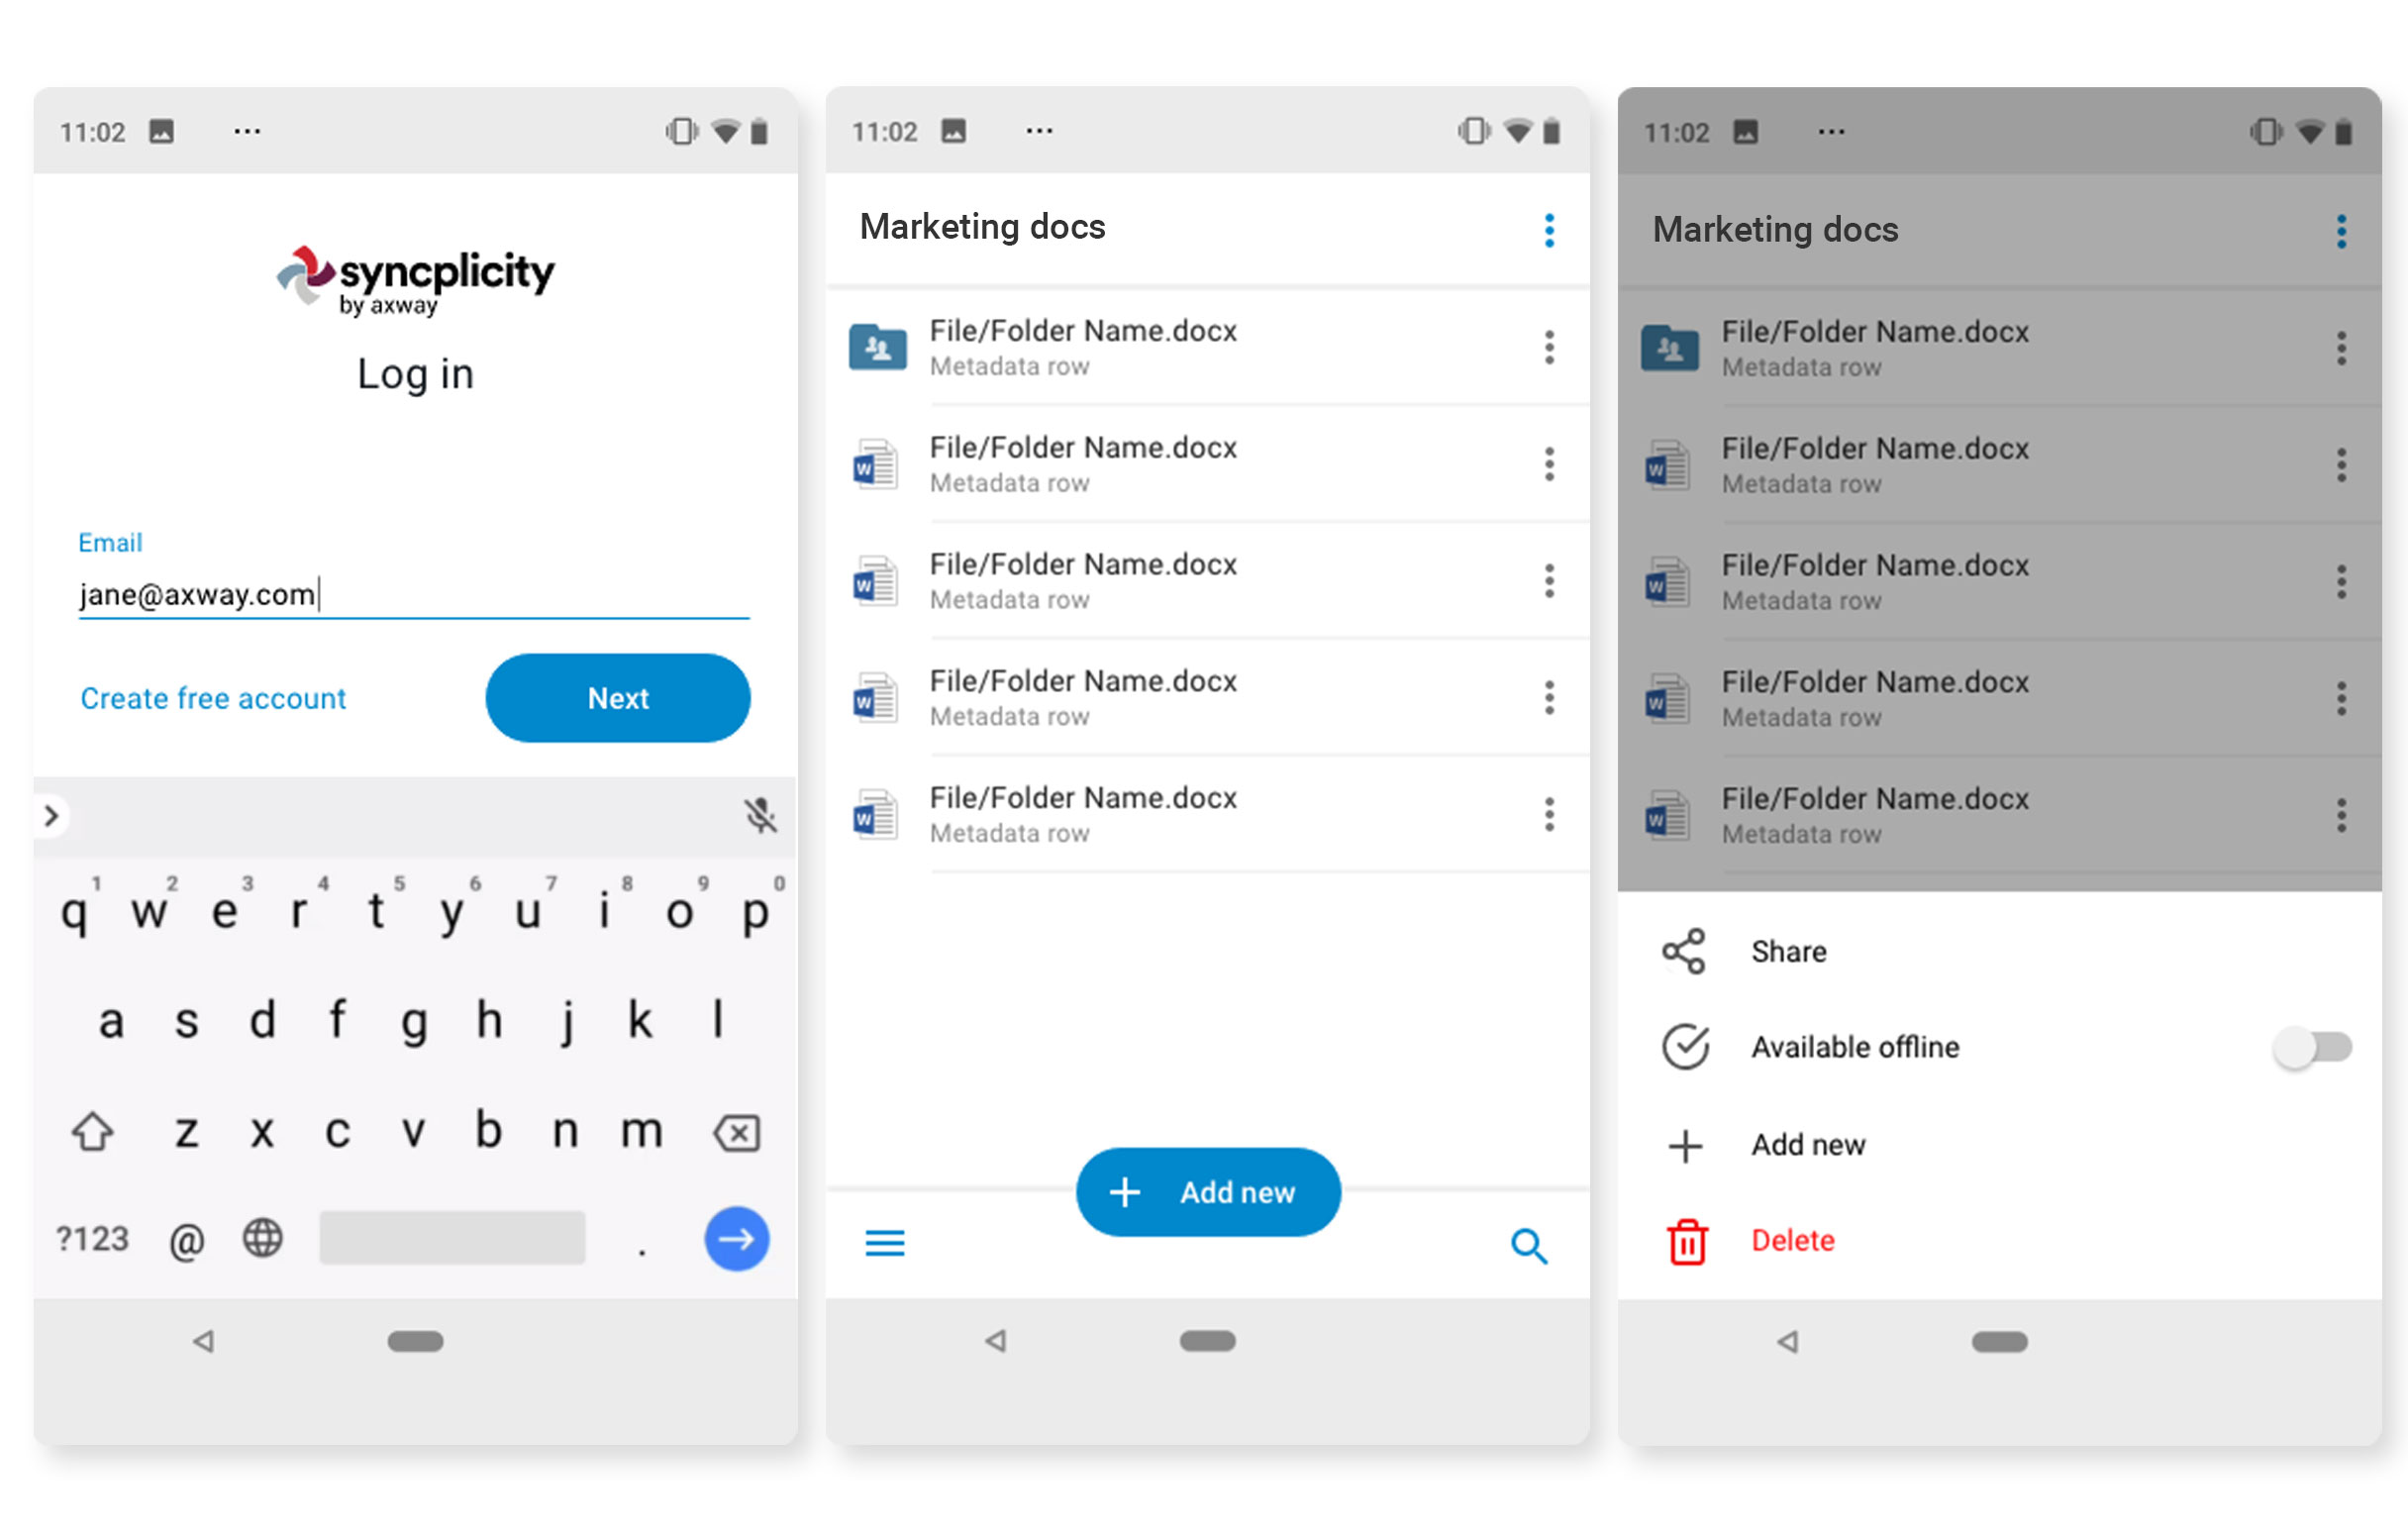 11:02
syncplicity
by axway
Log in
Email
jane@axway.com
Create free account
Next
1 2 3 4 5 6 7 8 9 0
q w e r t y u i o p
a s d f g h j k l
z x c v b n m
?123 @ .
11:02
Marketing docs
File/Folder Name.docx
Metadata row
W
File/Folder Name.docx
Metadata row
W
File/Folder Name.docx
Metadata row
W
File/Folder Name.docx
Metadata row
W
File/Folder Name.docx
Metadata row
Add new
11:02
Marketing docs
File/Folder Name.docx
Metadata row
W
File/Folder Name.docx
Metadata row
W
File/Folder Name.docx
Metadata row
W
File/Folder Name.docx
Metadata row
W
File/Folder Name.docx
Metadata row
Share
Available offline
Add new
Delete